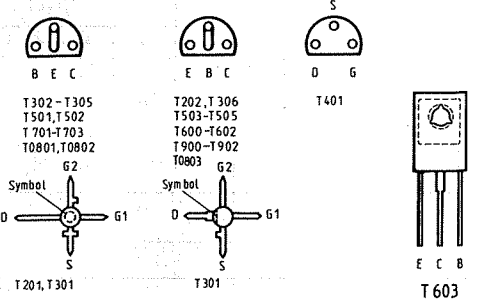 S
B E C
E B C
D G
T302-T305
T501,T502
T701-T703
T0801,T0802
T202,T306
T503-T505
T600-T602
T900-T902
T0803
T401
G2
Symbol
D
G1
S
T201,T301
G2
Symbol
D
G1
S
T301
E C B
T603